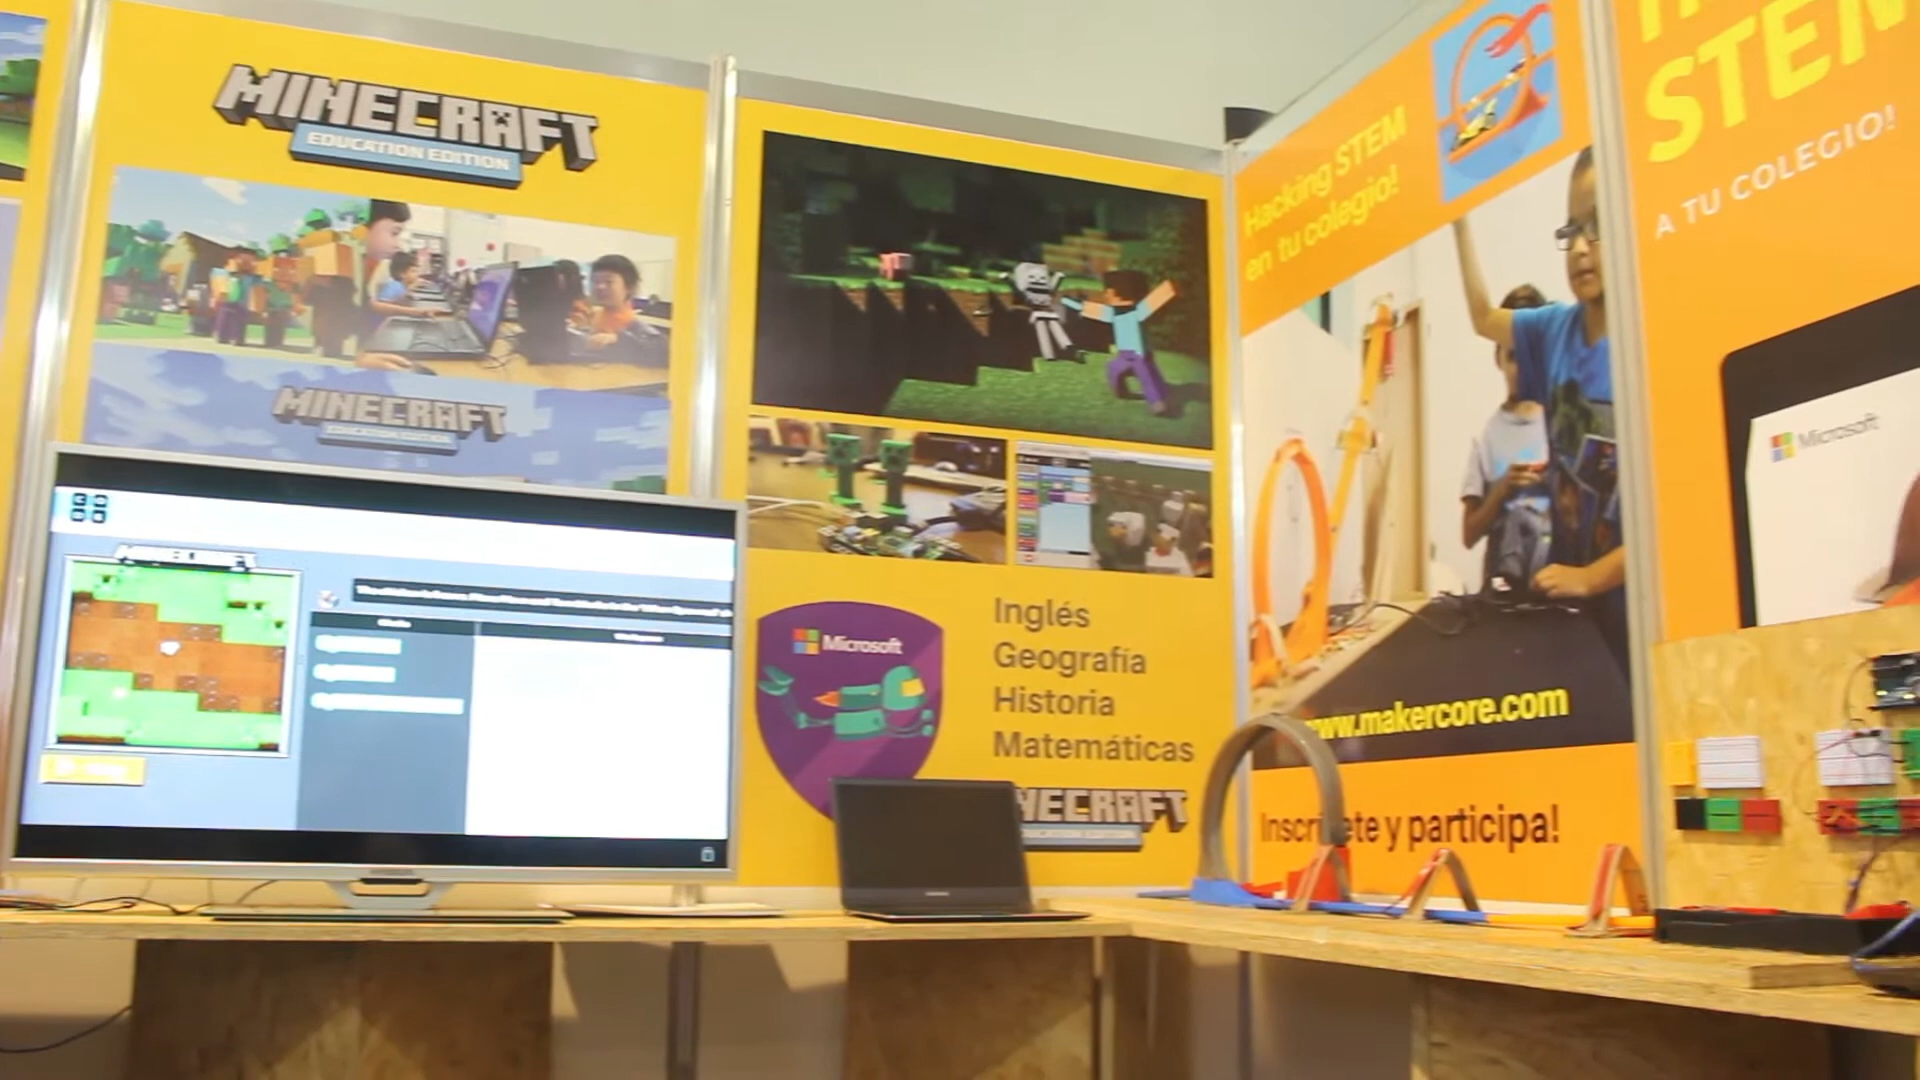 MINECRAFT
EDUCATION EDITION
MINECRAFT
EDUCATION EDITION
MINECRAFT
Microsoft
Inglés
Geografía
Historia
Matemáticas
Hacking STEM
en tu colegio!
www.makercore.com
Inscríbete y participa!
STEM
A TU COLEGIO!
Microsoft